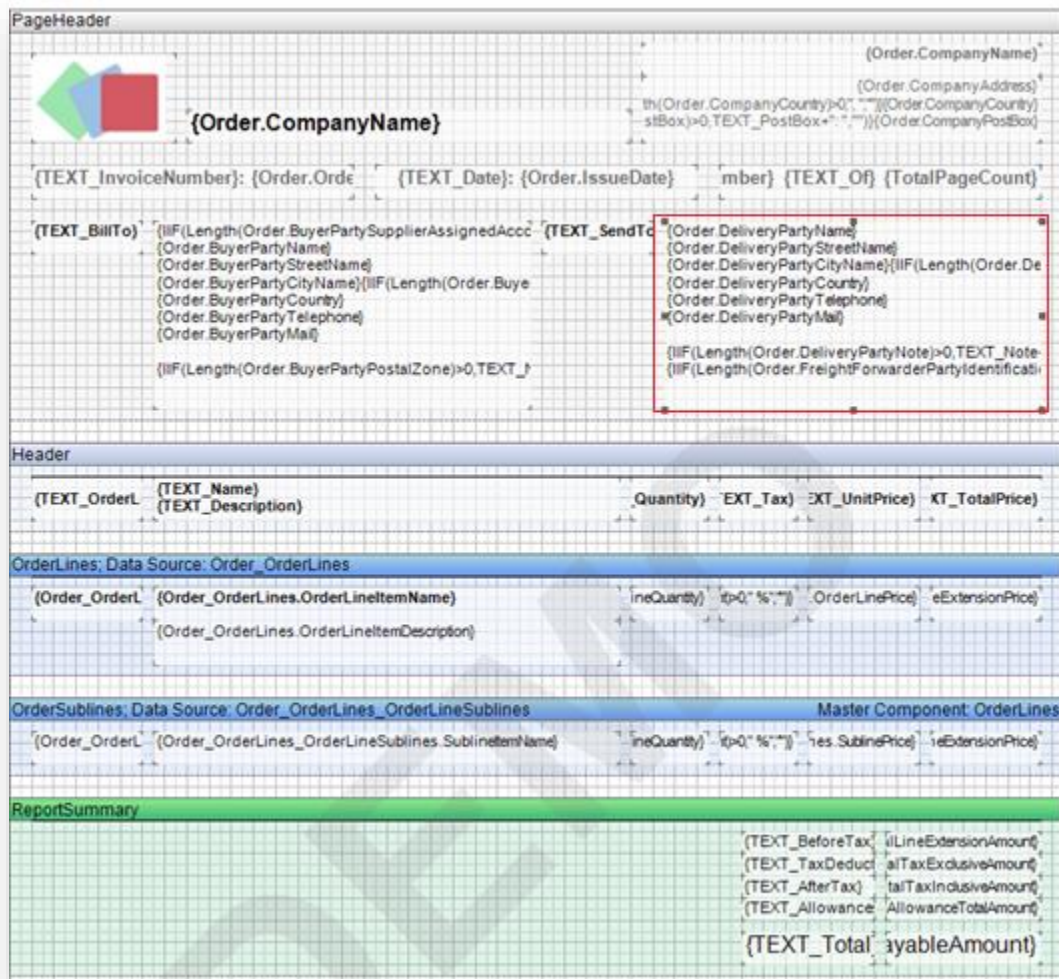 PageHeader
{Order.CompanyName}
{Order.CompanyAddress}
th(Order.CompanyCountry)>0,", ","")}{Order.CompanyCountry}
{Order.CompanyName}
stBox)>0,TEXT_PostBox+": ","")}{Order.CompanyPostBox}
{TEXT_InvoiceNumber}: {Order.Orde {TEXT_Date}: {Order.IssueDate} mber} {TEXT_Of} {TotalPageCount}
{TEXT_BillTo} {IIF(Length(Order.BuyerPartySupplierAssignedAccc {TEXT_SendTo {Order.DeliveryPartyName}
{Order.BuyerPartyName} {Order.DeliveryPartyStreetName}
{Order.BuyerPartyStreetName} {Order.DeliveryPartyCityName}{IIF(Length(Order.De
{Order.BuyerPartyCityName}{IIF(Length(Order.Buye {Order.DeliveryPartyCountry}
{Order.BuyerPartyCountry} {Order.DeliveryPartyTelephone}
{Order.BuyerPartyTelephone} {Order.DeliveryPartyMail}
{Order.BuyerPartyMail}
{IIF(Length(Order.DeliveryPartyNote)>0,TEXT_Note
{IIF(Length(Order.BuyerPartyPostalZone)>0,TEXT_N {IIF(Length(Order.FreightForwarderPartyIdentificati
Header
{TEXT_OrderL {TEXT_Name} _Quantity} EXT_Tax} EXT_UnitPrice} XT_TotalPrice}
{TEXT_Description}
OrderLines; Data Source: Order_OrderLines
{Order_OrderL {Order_OrderLines.OrderLineItemName} ineQuantity} t)>0," %","")} .OrderLinePrice} eExtensionPrice}
{Order_OrderLines.OrderLineItemDescription}
OrderSublines; Data Source: Order_OrderLines_OrderLineSublines Master Component: OrderLines
{Order_OrderL {Order_OrderLines_OrderLineSublines.SublineItemName} ineQuantity} t)>0," %","")} nes.SublinePrice} eExtensionPrice}
ReportSummary
{TEXT_BeforeTax} alLineExtensionAmount}
{TEXT_TaxDeduct alTaxExclusiveAmount}
{TEXT_AfterTax} talTaxInclusiveAmount}
{TEXT_Allowance AllowanceTotalAmount}
{TEXT_Total ayableAmount}
DEMO